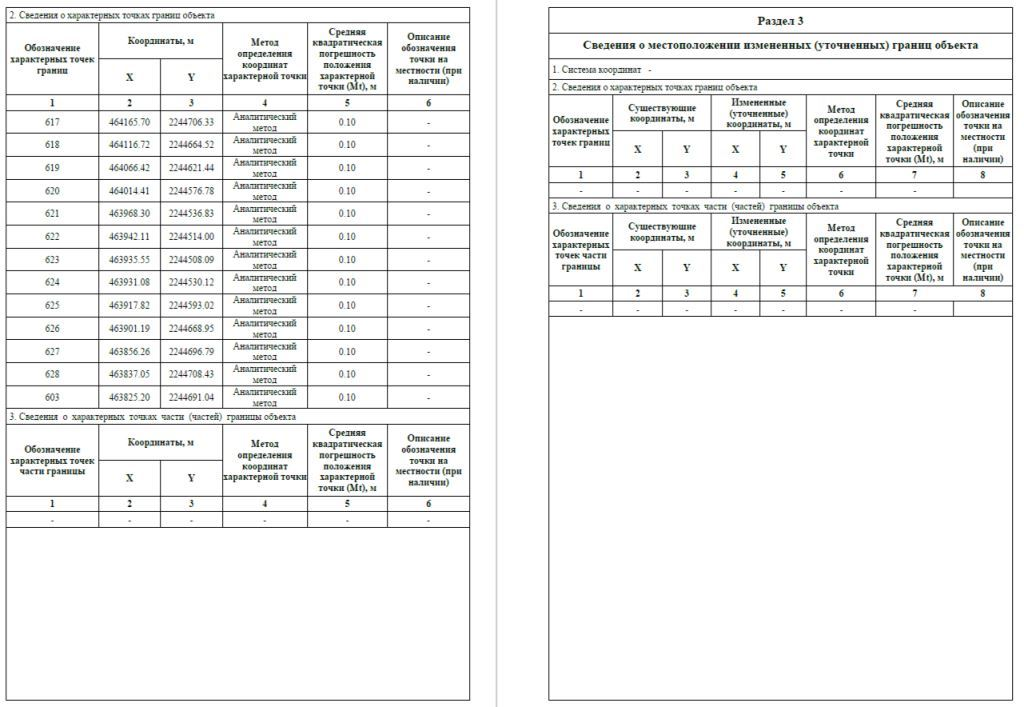 2. Сведения о характерных точках границ объекта
Обозначение характерных точек границ | Координаты, м | Метод определения координат характерной точки | Средняя квадратическая погрешность положения характерной точки (Mt), м | Описание обозначения точки на местности (при наличии)
X | Y
1 | 2 | 3 | 4 | 5 | 6
617 | 464165.70 | 2244706.33 | Аналитический метод | 0.10 | -
618 | 464116.72 | 2244664.52 | Аналитический метод | 0.10 | -
619 | 464066.42 | 2244621.44 | Аналитический метод | 0.10 | -
620 | 464014.41 | 2244576.78 | Аналитический метод | 0.10 | -
621 | 463968.30 | 2244536.83 | Аналитический метод | 0.10 | -
622 | 463942.11 | 2244514.00 | Аналитический метод | 0.10 | -
623 | 463935.55 | 2244508.09 | Аналитический метод | 0.10 | -
624 | 463931.08 | 2244530.12 | Аналитический метод | 0.10 | -
625 | 463917.82 | 2244593.02 | Аналитический метод | 0.10 | -
626 | 463901.19 | 2244668.95 | Аналитический метод | 0.10 | -
627 | 463856.26 | 2244696.79 | Аналитический метод | 0.10 | -
628 | 463837.05 | 2244708.43 | Аналитический метод | 0.10 | -
603 | 463825.20 | 2244691.04 | Аналитический метод | 0.10 | -
3. Сведения о характерных точках части (частей) границы объекта
Обозначение характерных точек части границы | Координаты, м | Метод определения координат характерной точки | Средняя квадратическая погрешность положения характерной точки (Mt), м | Описание обозначения точки на местности (при наличии)
X | Y
1 | 2 | 3 | 4 | 5 | 6
- | - | - | - | - | -
Раздел 3
Сведения о местоположении измененных (уточненных) границ объекта
1. Система координат -
2. Сведения о характерных точках границ объекта
Обозначение характерных точек границ | Существующие координаты, м | Измененные (уточненные) координаты, м | Метод определения координат характерной точки | Средняя квадратическая погрешность положения характерной точки (Mt), м | Описание обозначения точки на местности (при наличии)
X | Y | X | Y
1 | 2 | 3 | 4 | 5 | 6 | 7 | 8
- | - | - | - | - | - | -
3. Сведения о характерных точках части (частей) границы объекта
Обозначение характерных точек части границы | Существующие координаты, м | Измененные (уточненные) координаты, м | Метод определения координат характерной точки | Средняя квадратическая погрешность положения характерной точки (Mt), м | Описание обозначения точки на местности (при наличии)
X | Y | X | Y
1 | 2 | 3 | 4 | 5 | 6 | 7 | 8
- | - | - | - | - | - | -